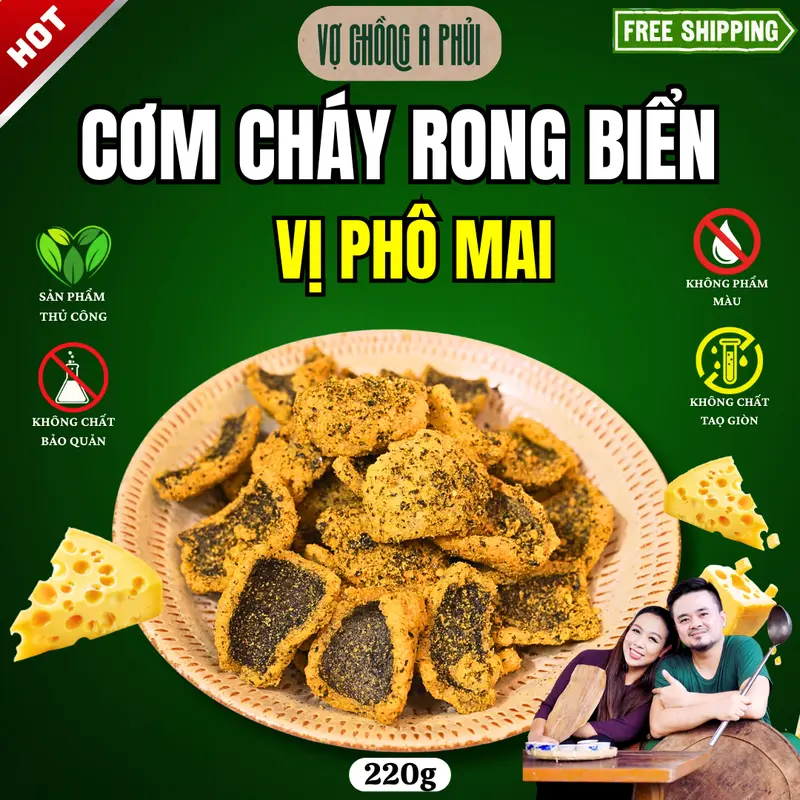 HOT
VỢ CHỒNG A PHỦI
FREE SHIPPING
CƠM CHÁY RONG BIỂN
VỊ PHÔ MAI
SẢN PHẨM
THỦ CÔNG
KHÔNG PHẨM
MÀU
KHÔNG CHẤT
BẢO QUẢN
KHÔNG CHẤT
TẠO GIÒN
220g